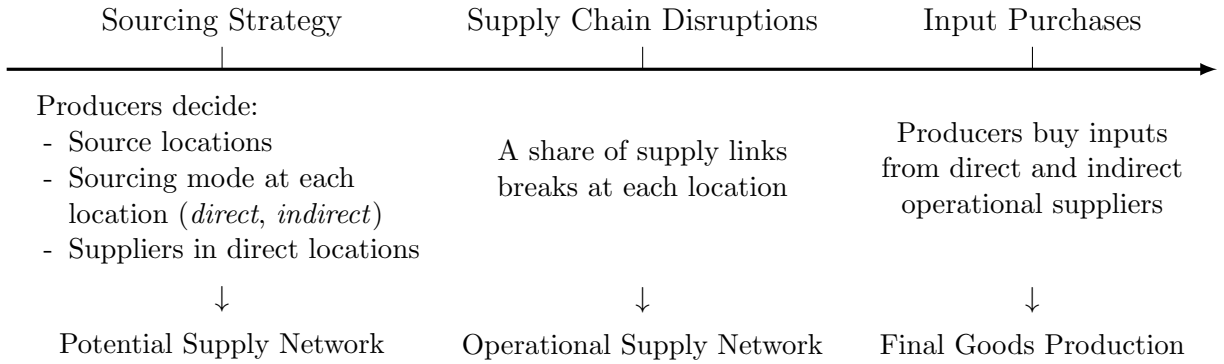 Sourcing Strategy
Supply Chain Disruptions
Input Purchases
Producers decide:
- Source locations
- Sourcing mode at each
location (direct, indirect)
- Suppliers in direct locations
A share of supply links
breaks at each location
Producers buy inputs
from direct and indirect
operational suppliers
↓
↓
↓
Potential Supply Network
Operational Supply Network
Final Goods Production